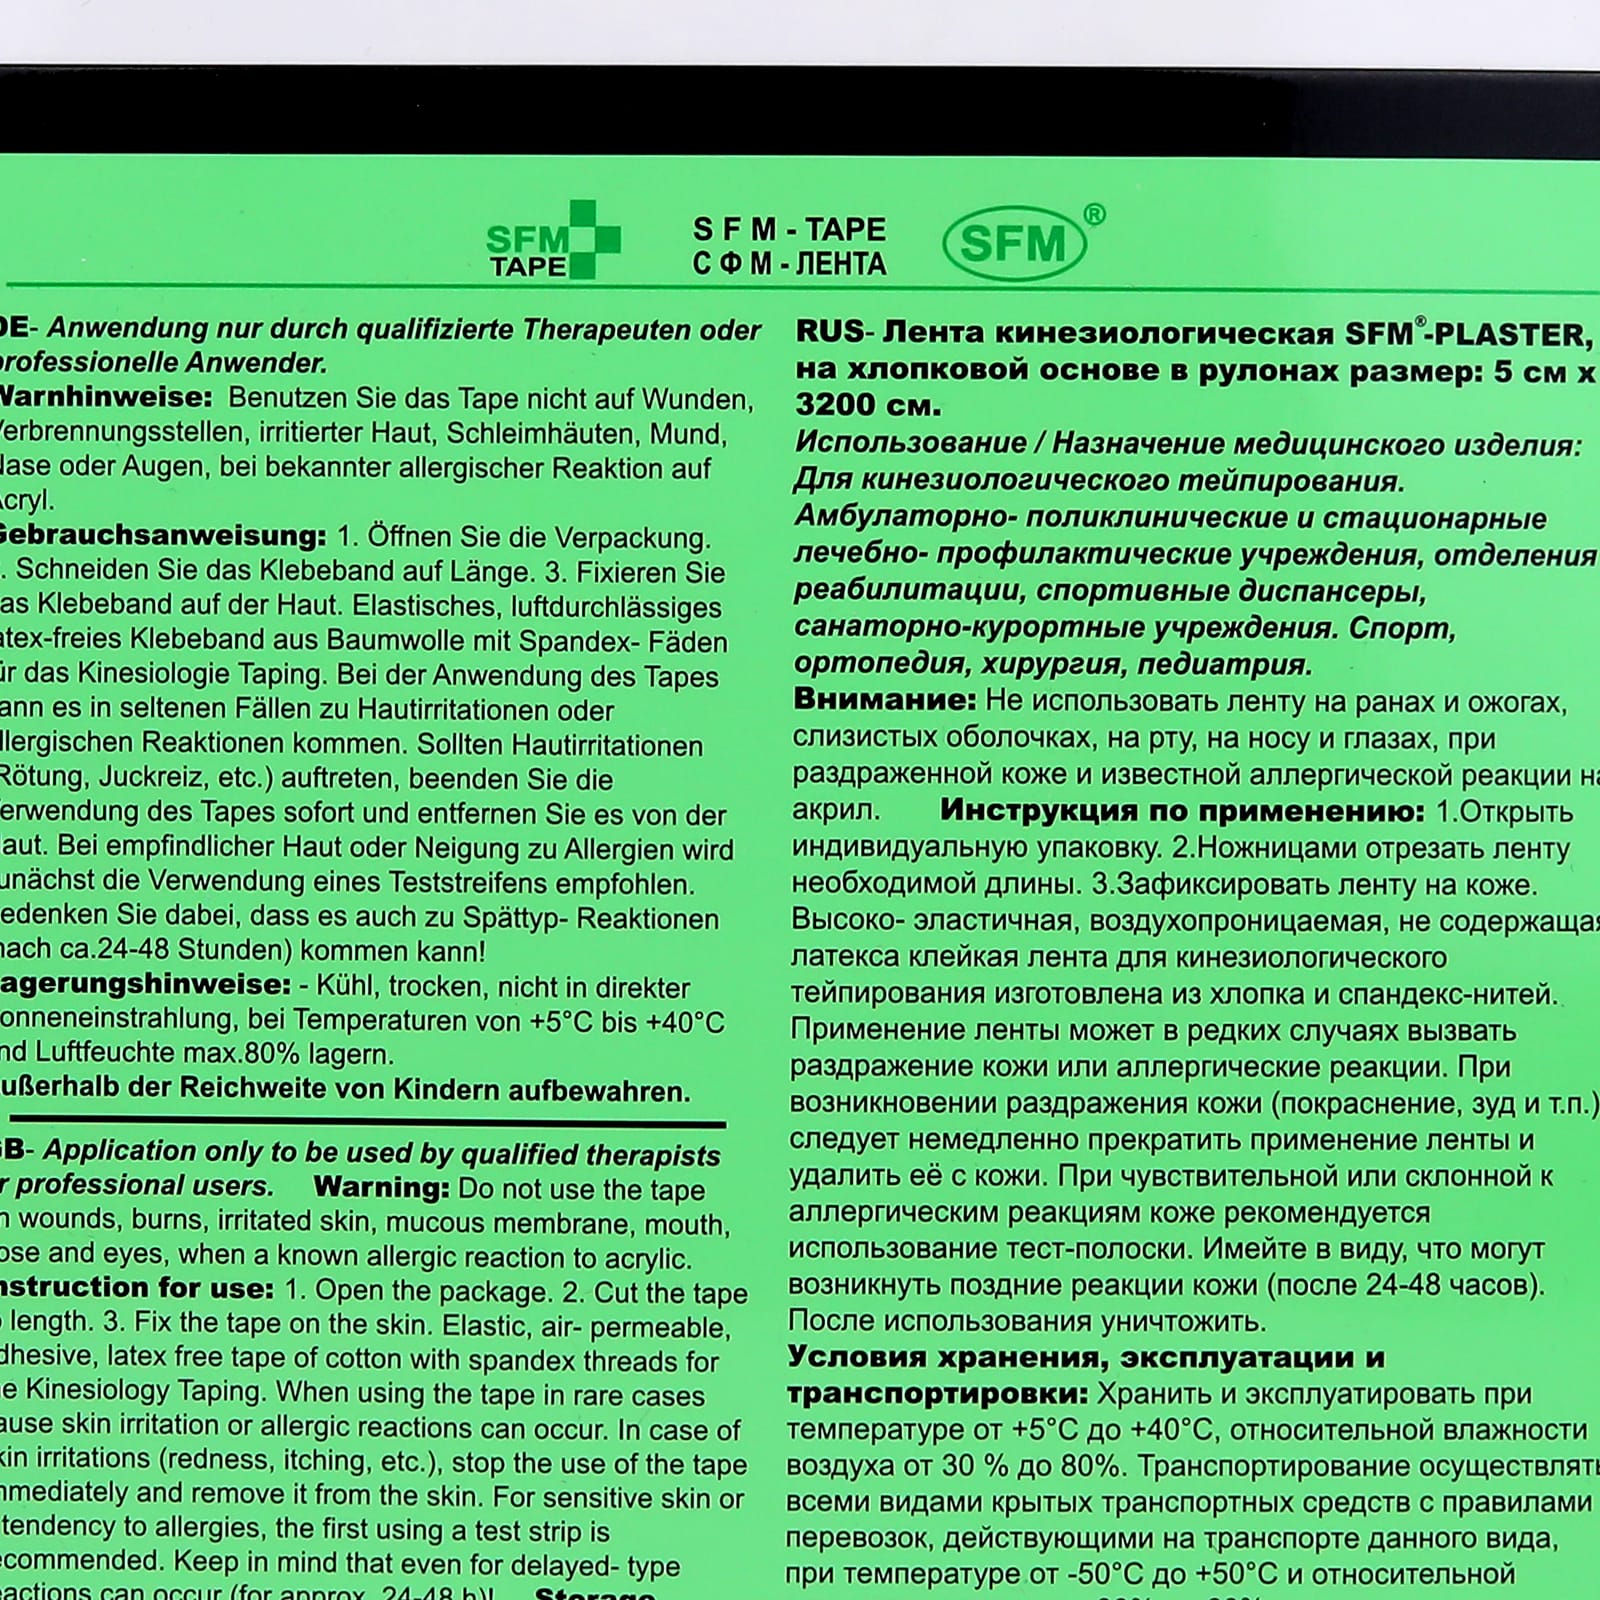 SFM
TAPE
SFM - TAPE
СФМ - ЛЕНТА
SFM®
DE- Anwendung nur durch qualifizierte Therapeuten oder
professionelle Anwender.
Warnhinweise: Benutzen Sie das Tape nicht auf Wunden,
Verbrennungsstellen, irritierter Haut, Schleimhäuten, Mund,
Nase oder Augen, bei bekannter allergischer Reaktion auf
Acryl.
Gebrauchsanweisung: 1. Öffnen Sie die Verpackung.
. Schneiden Sie das Klebeband auf Länge. 3. Fixieren Sie
as Klebeband auf der Haut. Elastisches, luftdurchlässiges
atex-freies Klebeband aus Baumwolle mit Spandex- Fäden
ür das Kinesiologie Taping. Bei der Anwendung des Tapes
ann es in seltenen Fällen zu Hautirritationen oder
llergischen Reaktionen kommen. Sollten Hautirritationen
Rötung, Juckreiz, etc.) auftreten, beenden Sie die
erwendung des Tapes sofort und entfernen Sie es von der
aut. Bei empfindlicher Haut oder Neigung zu Allergien wird
unächst die Verwendung eines Teststreifens empfohlen.
edenken Sie dabei, dass es auch zu Spättyp- Reaktionen
nach ca.24-48 Stunden) kommen kann!
agerungshinweise: - Kühl, trocken, nicht in direkter
onneneinstrahlung, bei Temperaturen von +5°C bis +40°C
nd Luftfeuchte max.80% lagern.
ußerhalb der Reichweite von Kindern aufbewahren.
GB- Application only to be used by qualified therapists
r professional users. Warning: Do not use the tape
n wounds, burns, irritated skin, mucous membrane, mouth,
ose and eyes, when a known allergic reaction to acrylic.
nstruction for use: 1. Open the package. 2. Cut the tape
o length. 3. Fix the tape on the skin. Elastic, air- permeable,
dhesive, latex free tape of cotton with spandex threads for
e Kinesiology Taping. When using the tape in rare cases
ause skin irritation or allergic reactions can occur. In case of
kin irritations (redness, itching, etc.), stop the use of the tape
mmediately and remove it from the skin. For sensitive skin or
tendency to allergies, the first using a test strip is
ecommended. Keep in mind that even for delayed- type
eactions can occur (for approx. 24-48 h)! Storage
RUS- Лента кинезиологическая SFM®-PLASTER,
на хлопковой основе в рулонах размер: 5 см х
3200 см.
Использование / Назначение медицинского изделия:
Для кинезиологического тейпирования.
Амбулаторно- поликлинические и стационарные
лечебно- профилактические учреждения, отделения
реабилитации, спортивные диспансеры,
санаторно-курортные учреждения. Спорт,
ортопедия, хирургия, педиатрия.
Внимание: Не использовать ленту на ранах и ожогах,
слизистых оболочках, на рту, на носу и глазах, при
раздраженной коже и известной аллергической реакции на
акрил. Инструкция по применению: 1.Открыть
индивидуальную упаковку. 2.Ножницами отрезать ленту
необходимой длины. 3.Зафиксировать ленту на коже.
Высоко- эластичная, воздухопроницаемая, не содержащая
латекса клейкая лента для кинезиологического
тейпирования изготовлена из хлопка и спандекс-нитей.
Применение ленты может в редких случаях вызвать
раздражение кожи или аллергические реакции. При
возникновении раздражения кожи (покраснение, зуд и т.п.)
следует немедленно прекратить применение ленты и
удалить её с кожи. При чувствительной или склонной к
аллергическим реакциям коже рекомендуется
использование тест-полоски. Имейте в виду, что могут
возникнуть поздние реакции кожи (после 24-48 часов).
После использования уничтожить.
Условия хранения, эксплуатации и
транспортировки: Хранить и эксплуатировать при
температуре от +5°С до +40°С, относительной влажности
воздуха от 30 % до 80%. Транспортирование осуществлять
всеми видами крытых транспортных средств с правилами
перевозок, действующими на транспорте данного вида,
при температуре от -50°С до +50°С и относительной